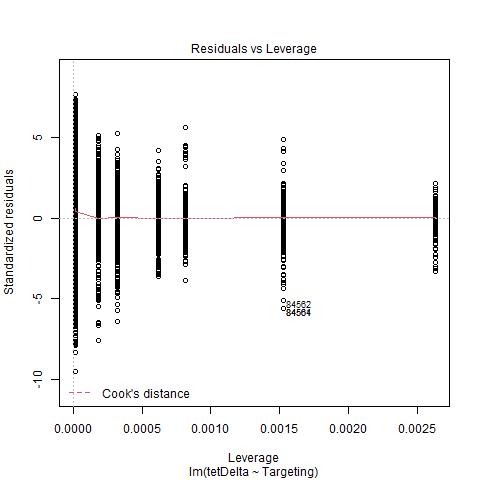 Residuals vs Leverage
Standardized residuals
5
0
-5
-10
84562
84564
Cook's distance
0.0000 0.0005 0.0010 0.0015 0.0020 0.0025
Leverage
lm(tetDelta ~ Targeting)